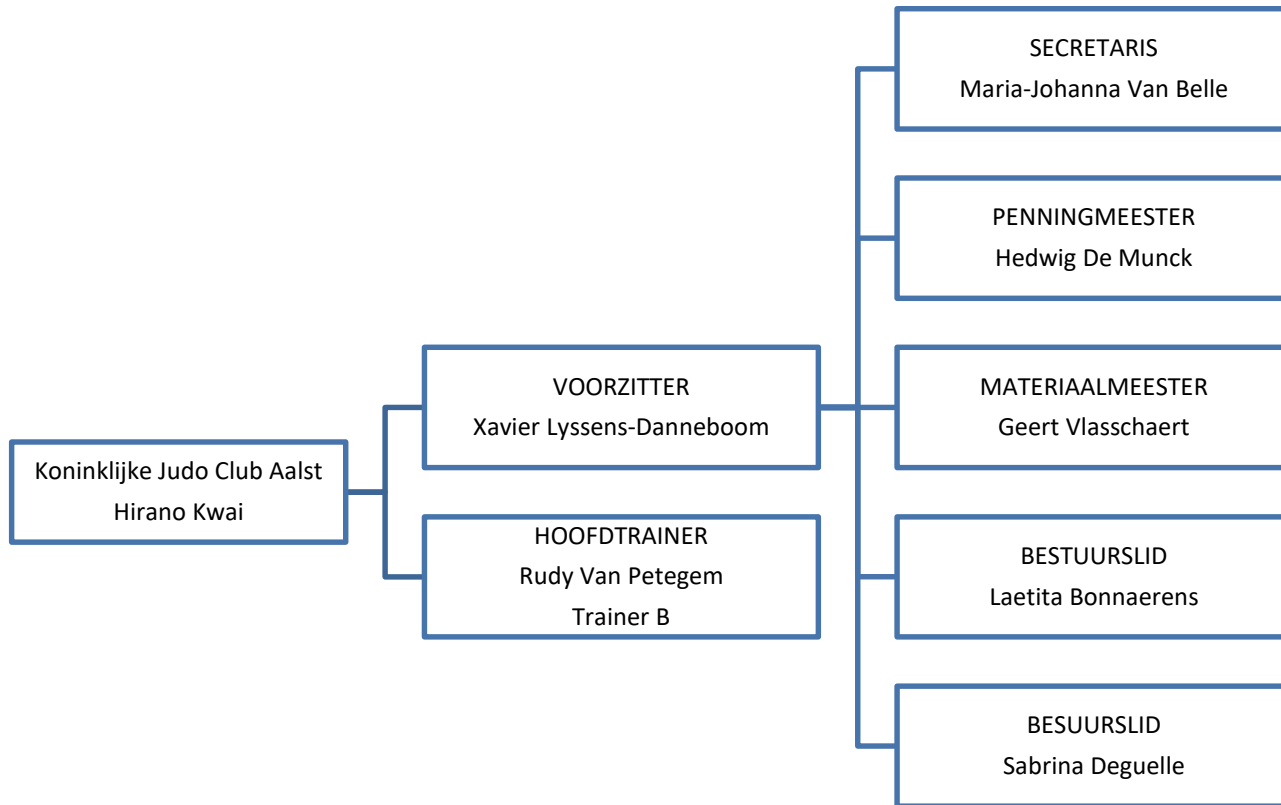 Koninklijke Judo Club Aalst
Hirano Kwai
VOORZITTER
Xavier Lyssens-Danneboom
HOOFDTRAINER
Rudy Van Petegem
Trainer B
SECRETARIS
Maria-Johanna Van Belle
PENNINGMEESTER
Hedwig De Munck
MATERIAALMEESTER
Geert Vlasschaert
BESTUURSLID
Laetita Bonnaerens
BESUURSLID
Sabrina Deguelle